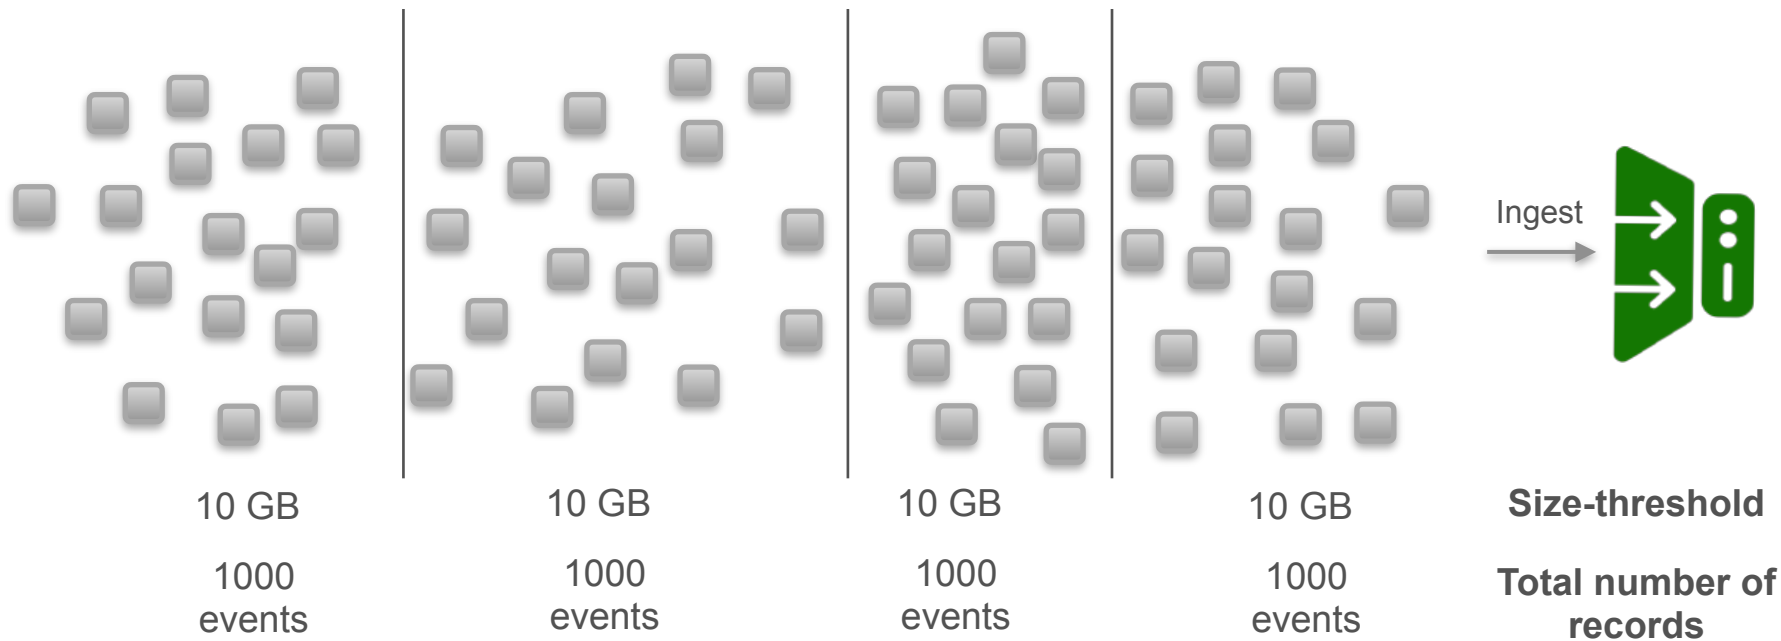 Ingest
10 GB
10 GB
10 GB
10 GB
Size-threshold
1000
events
1000
events
1000
events
1000
events
Total number of
records